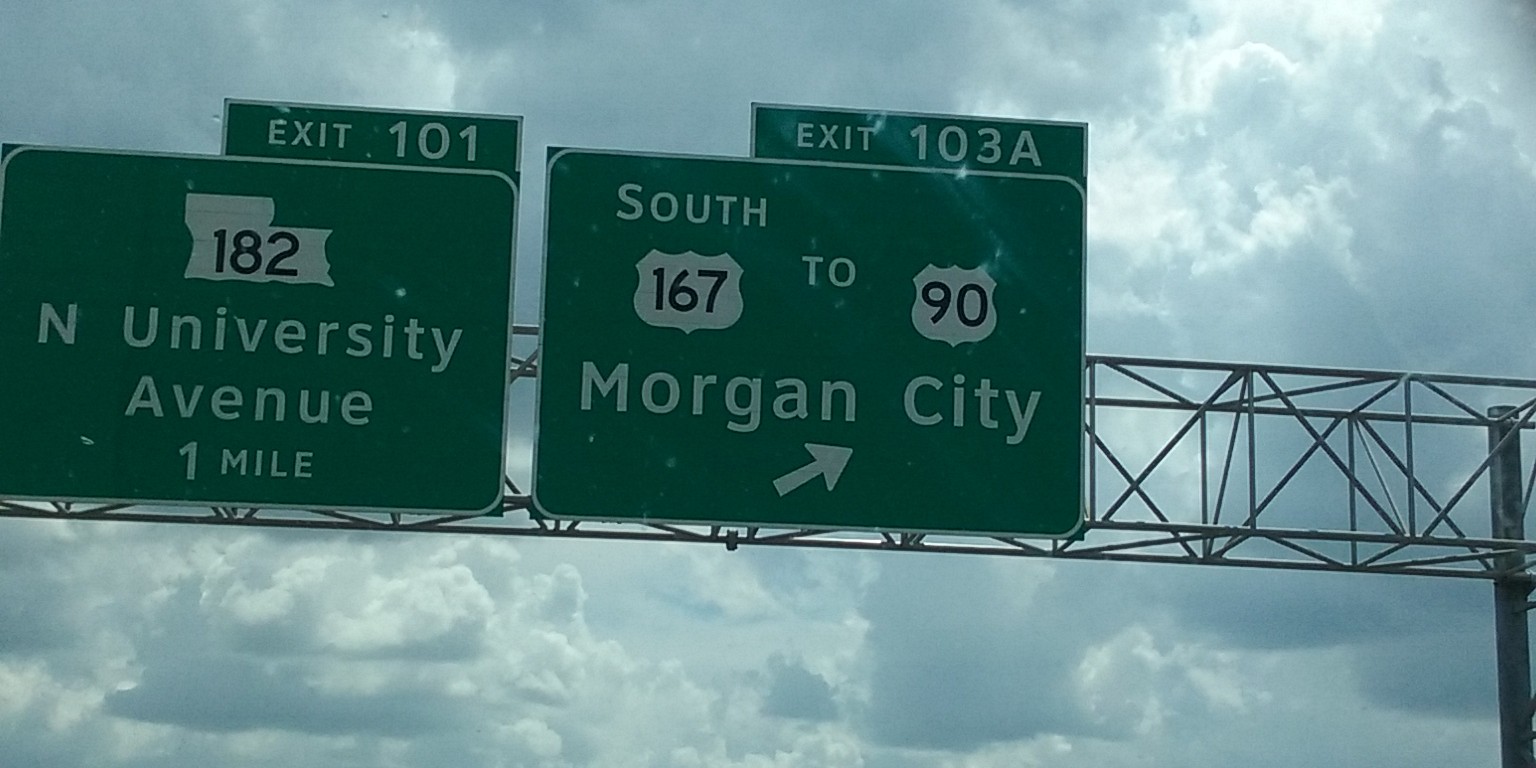 EXIT 101
182
N University
Avenue
1 MILE
EXIT 103A
SOUTH
167 TO 90
Morgan City